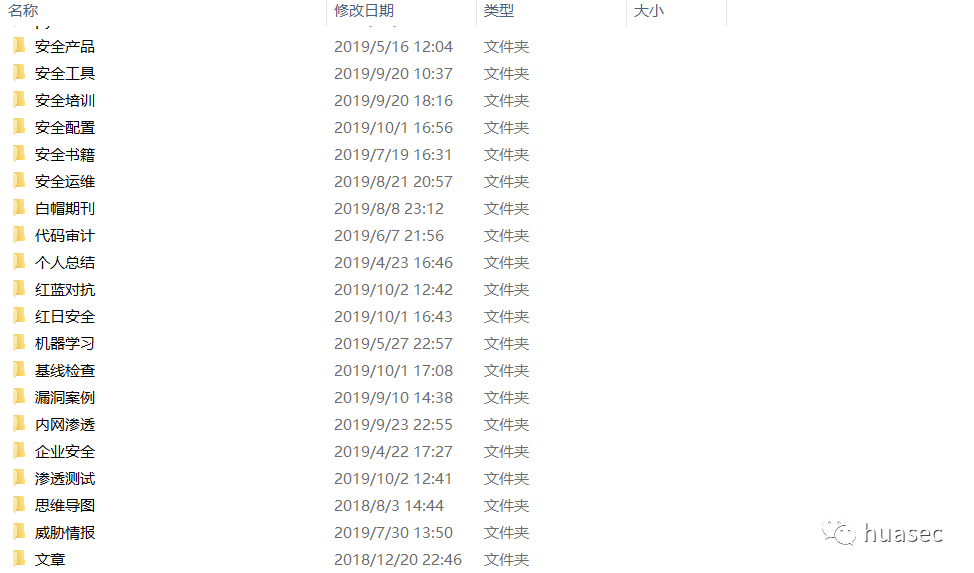 名称 修改日期 类型 大小
安全产品 2019/5/16 12:04 文件夹
安全工具 2019/9/20 10:37 文件夹
安全培训 2019/9/20 18:16 文件夹
安全配置 2019/10/1 16:56 文件夹
安全书籍 2019/7/19 16:31 文件夹
安全运维 2019/8/21 20:57 文件夹
白帽期刊 2019/8/8 23:12 文件夹
代码审计 2019/6/7 21:56 文件夹
个人总结 2019/4/23 16:46 文件夹
红蓝对抗 2019/10/2 12:42 文件夹
红日安全 2019/10/1 16:43 文件夹
机器学习 2019/5/27 22:57 文件夹
基线检查 2019/10/1 17:08 文件夹
漏洞案例 2019/9/10 14:38 文件夹
内网渗透 2019/9/23 22:55 文件夹
企业安全 2019/4/22 17:27 文件夹
渗透测试 2019/10/2 12:41 文件夹
思维导图 2018/8/3 14:44 文件夹
威胁情报 2019/7/30 13:50 文件夹
huasec
文章 2018/12/20 22:46 文件夹